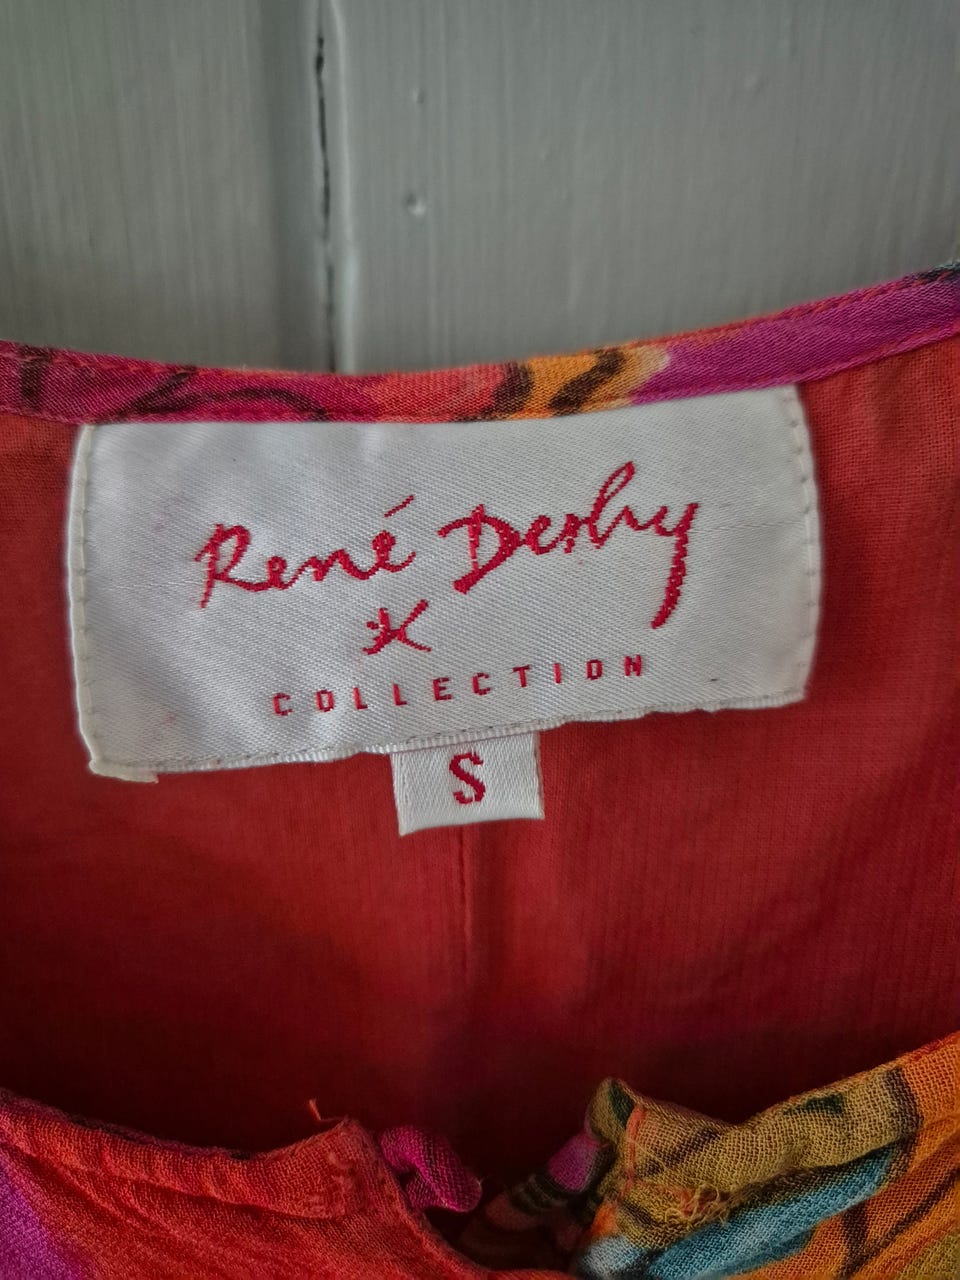 René Derhy
COLLECTION
S